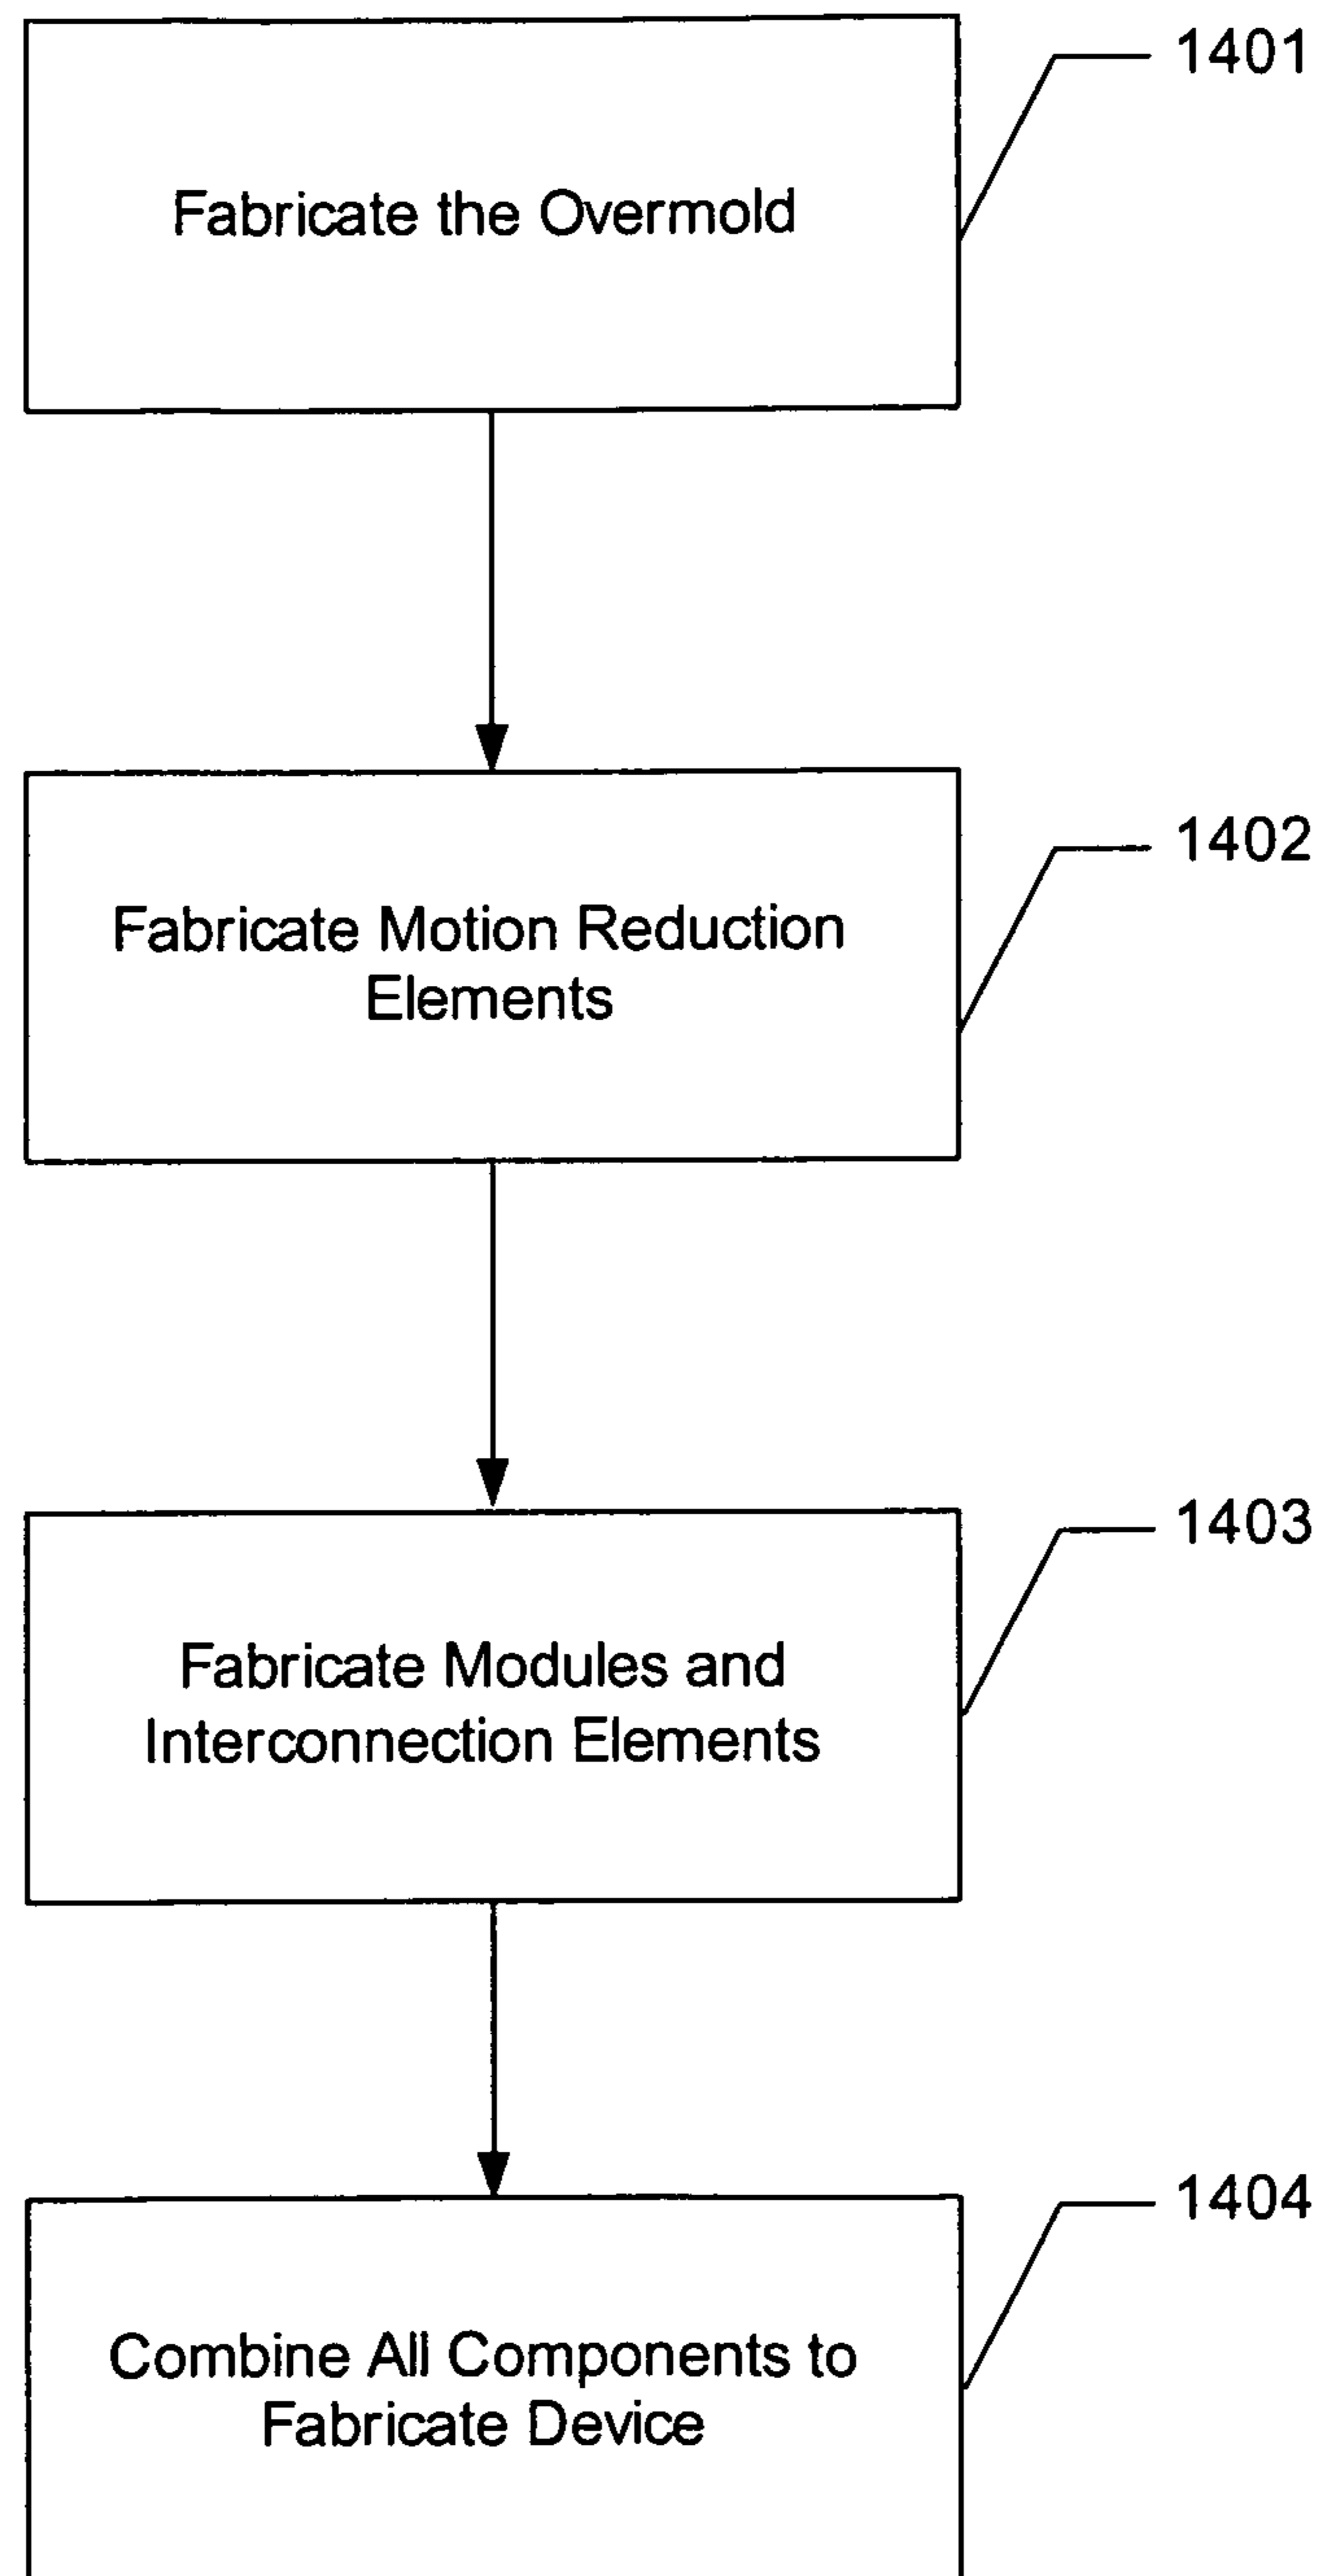 1401
Fabricate the Overmold
1402
Fabricate Motion Reduction
Elements
1403
Fabricate Modules and
Interconnection Elements
1404
Combine All Components to
Fabricate Device